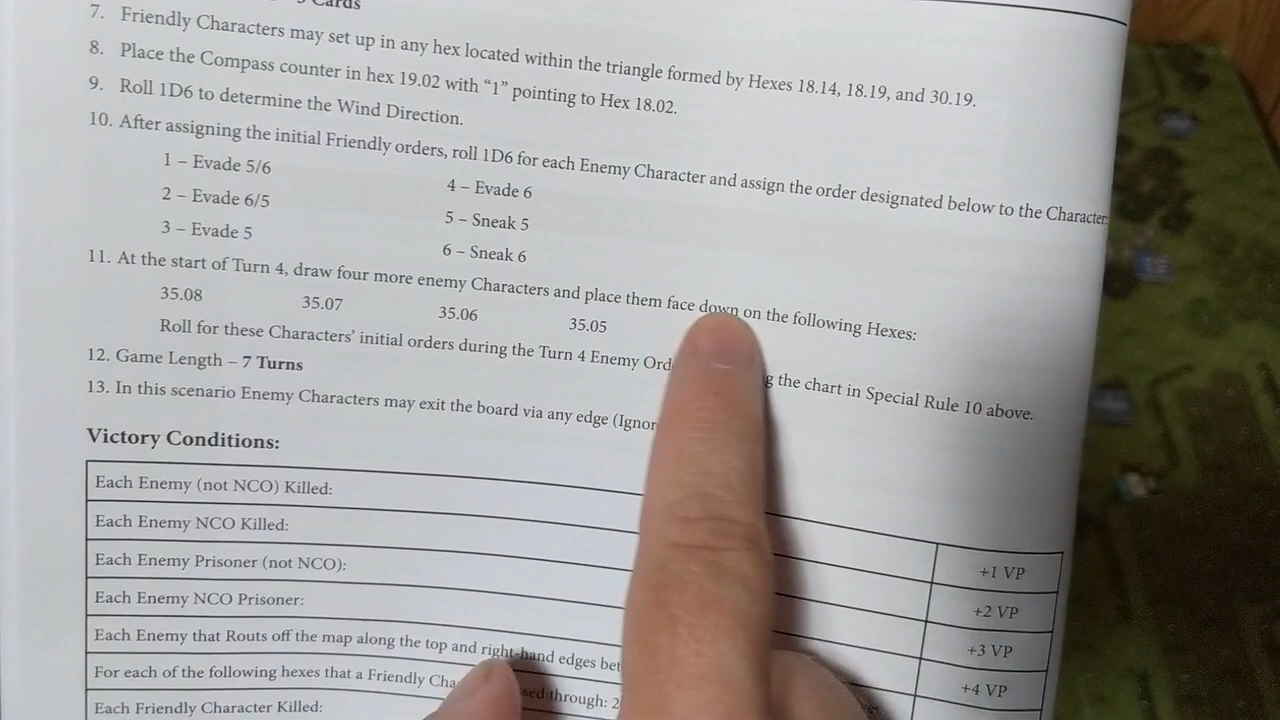 Cards
7. Friendly Characters may set up in any hex located within the triangle formed by Hexes 18.14, 18.19, and 30.19.
8. Place the Compass counter in hex 19.02 with “1” pointing to Hex 18.02.
9. Roll 1D6 to determine the Wind Direction.
10. After assigning the initial Friendly orders, roll 1D6 for each Enemy Character and assign the order designated below to the Character
1 – Evade 5/6
4 – Evade 6
2 – Evade 6/5
5 – Sneak 5
3 – Evade 5
6 – Sneak 6
11. At the start of Turn 4, draw four more enemy Characters and place them face down on the following Hexes:
35.08 35.07 35.06 35.05
Roll for these Characters’ initial orders during the Turn 4 Enemy the chart in Special Rule 10 above.
12. Game Length – 7 Turns
13. In this scenario Enemy Characters may exit the board via any edge
Victory Conditions:
Each Enemy (not NCO) Killed: +1 VP
Each Enemy NCO Killed: +2 VP
Each Enemy Prisoner (not NCO): +3 VP
Each Enemy NCO Prisoner: +4 VP
Each Enemy that Routs off the map along the top and right-hand edges
For each of the following hexes that a Friendly through:
Each Friendly Character Killed: